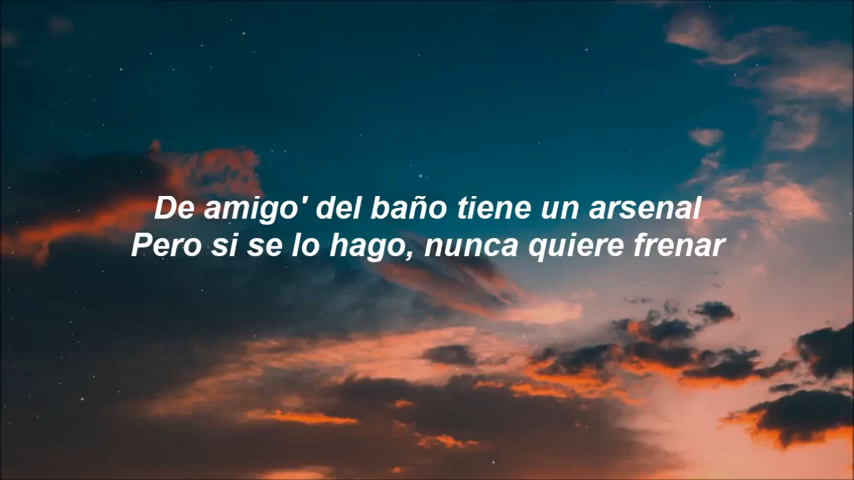 De amigo' del baño tiene un arsenal
Pero si se lo hago, nunca quiere frenar